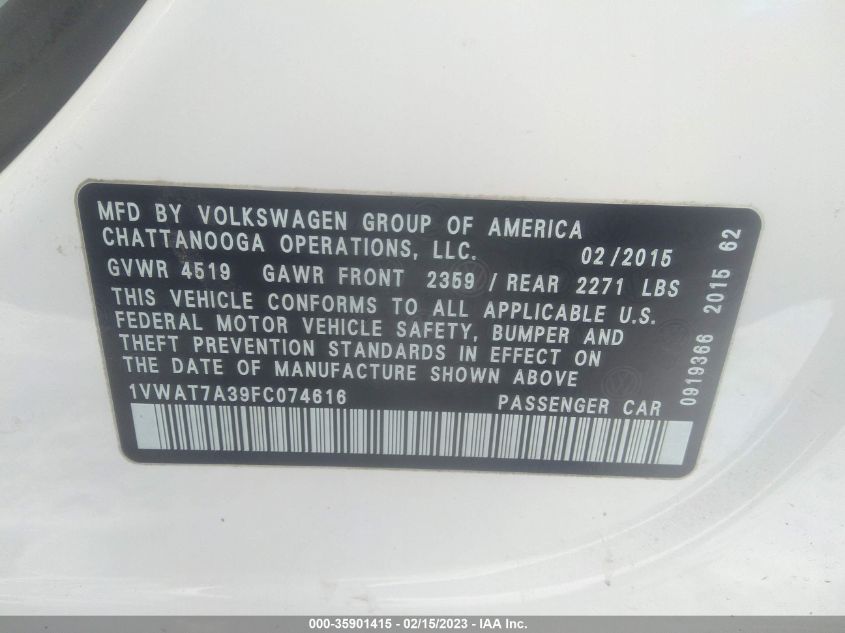 MFD BY VOLKSWAGEN GROUP OF AMERICA
CHATTANOOGA OPERATIONS, LLC. 02/2015
GVWR 4519 GAWR FRONT 2359 / REAR 2271 LBS
THIS VEHICLE CONFORMS TO ALL APPLICABLE U.S.
FEDERAL MOTOR VEHICLE SAFETY, BUMPER AND
THEFT PREVENTION STANDARDS IN EFFECT ON
THE DATE OF MANUFACTURE SHOWN ABOVE
1VWAT7A39FC074616 PASSENGER CAR
0919366 2015 62
000-35901415 - 02/15/2023 - IAA Inc.